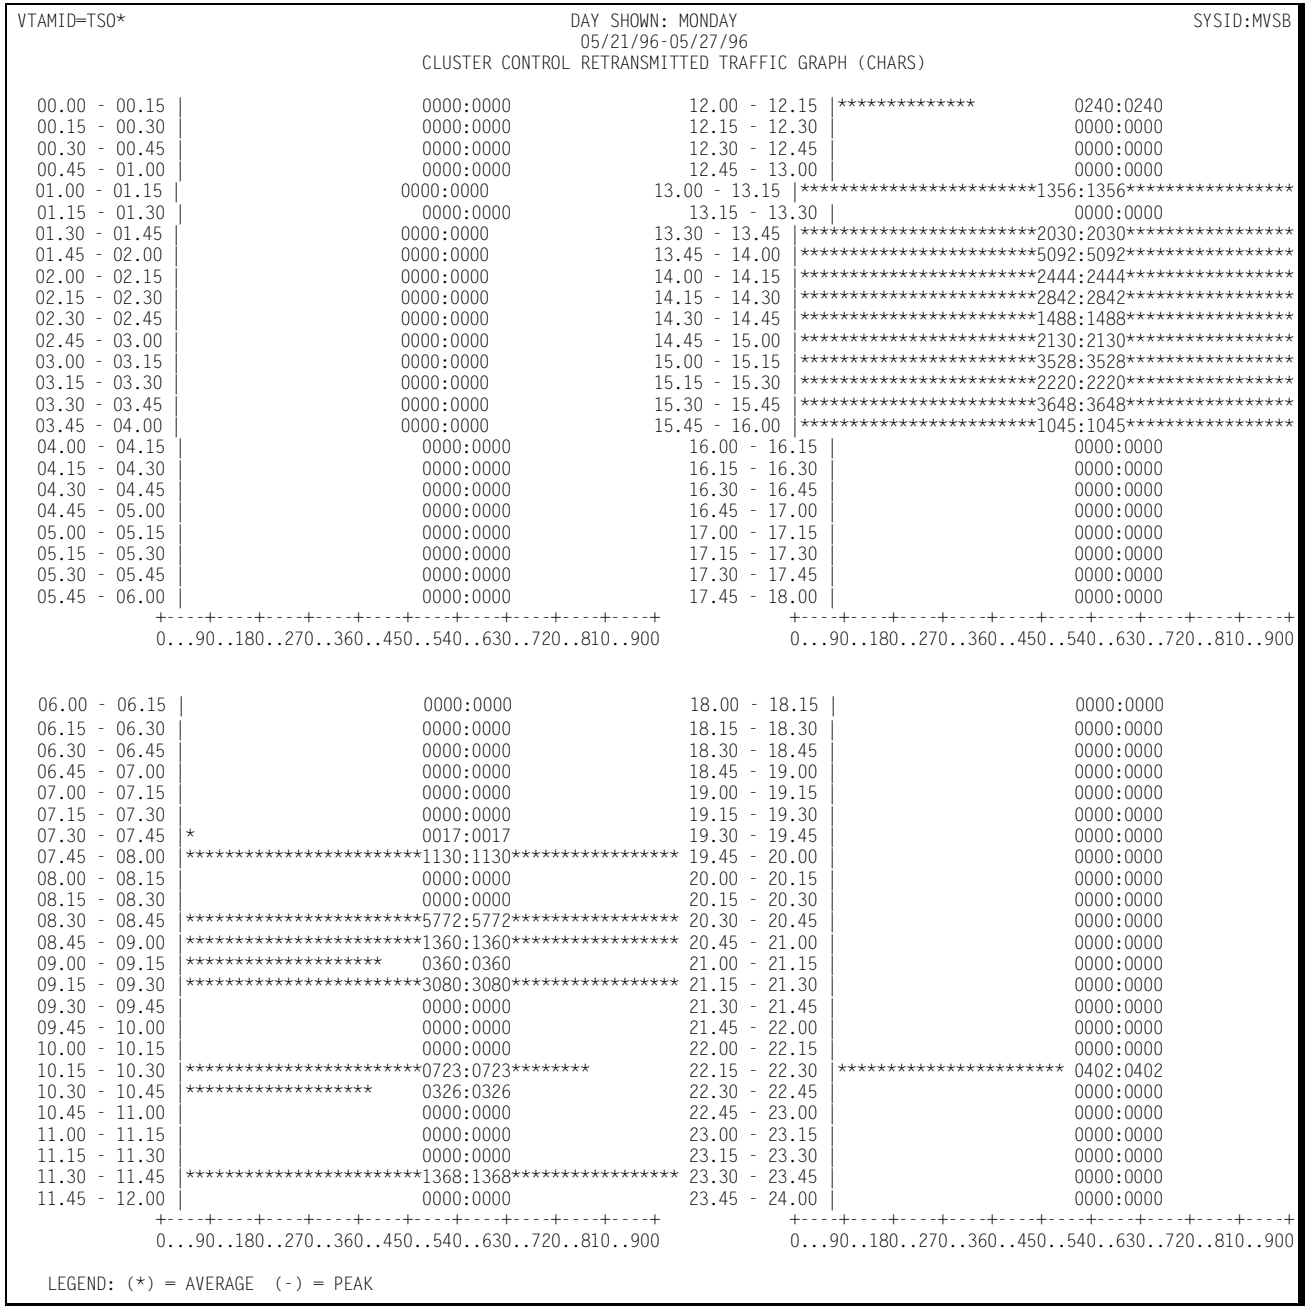 VTAMID=TSO* DAY SHOWN: MONDAY SYSID:MVSB
05/21/96-05/27/96
CLUSTER CONTROL RETRANSMITTED TRAFFIC GRAPH (CHARS)
00.00 - 00.15 | 0000:0000 12.00 - 12.15 |************** 0240:0240
00.15 - 00.30 | 0000:0000 12.15 - 12.30 | 0000:0000
00.30 - 00.45 | 0000:0000 12.30 - 12.45 | 0000:0000
00.45 - 01.00 | 0000:0000 12.45 - 13.00 | 0000:0000
01.00 - 01.15 | 0000:0000 13.00 - 13.15 |************************1356:1356*****************
01.15 - 01.30 | 0000:0000 13.15 - 13.30 | 0000:0000
01.30 - 01.45 | 0000:0000 13.30 - 13.45 |************************2030:2030*****************
01.45 - 02.00 | 0000:0000 13.45 - 14.00 |************************5092:5092*****************
02.00 - 02.15 | 0000:0000 14.00 - 14.15 |************************2444:2444*****************
02.15 - 02.30 | 0000:0000 14.15 - 14.30 |************************2842:2842*****************
02.30 - 02.45 | 0000:0000 14.30 - 14.45 |************************1488:1488*****************
02.45 - 03.00 | 0000:0000 14.45 - 15.00 |************************2130:2130*****************
03.00 - 03.15 | 0000:0000 15.00 - 15.15 |************************3528:3528*****************
03.15 - 03.30 | 0000:0000 15.15 - 15.30 |************************2220:2220*****************
03.30 - 03.45 | 0000:0000 15.30 - 15.45 |************************3648:3648*****************
03.45 - 04.00 | 0000:0000 15.45 - 16.00 |************************1045:1045*****************
04.00 - 04.15 | 0000:0000 16.00 - 16.15 | 0000:0000
04.15 - 04.30 | 0000:0000 16.15 - 16.30 | 0000:0000
04.30 - 04.45 | 0000:0000 16.30 - 16.45 | 0000:0000
04.45 - 05.00 | 0000:0000 16.45 - 17.00 | 0000:0000
05.00 - 05.15 | 0000:0000 17.00 - 17.15 | 0000:0000
05.15 - 05.30 | 0000:0000 17.15 - 17.30 | 0000:0000
05.30 - 05.45 | 0000:0000 17.30 - 17.45 | 0000:0000
05.45 - 06.00 | 0000:0000 17.45 - 18.00 | 0000:0000
+----+----+----+----+----+----+----+----+----+----+ +----+----+----+----+----+----+----+----+----+----+
0...90..180..270..360..450..540..630..720..810..900 0...90..180..270..360..450..540..630..720..810..900
06.00 - 06.15 | 0000:0000 18.00 - 18.15 | 0000:0000
06.15 - 06.30 | 0000:0000 18.15 - 18.30 | 0000:0000
06.30 - 06.45 | 0000:0000 18.30 - 18.45 | 0000:0000
06.45 - 07.00 | 0000:0000 18.45 - 19.00 | 0000:0000
07.00 - 07.15 | 0000:0000 19.00 - 19.15 | 0000:0000
07.15 - 07.30 | 0000:0000 19.15 - 19.30 | 0000:0000
07.30 - 07.45 |* 0017:0017 19.30 - 19.45 | 0000:0000
07.45 - 08.00 |************************1130:1130***************** 19.45 - 20.00 | 0000:0000
08.00 - 08.15 | 0000:0000 20.00 - 20.15 | 0000:0000
08.15 - 08.30 | 0000:0000 20.15 - 20.30 | 0000:0000
08.30 - 08.45 |************************5772:5772***************** 20.30 - 20.45 | 0000:0000
08.45 - 09.00 |************************1360:1360***************** 20.45 - 21.00 | 0000:0000
09.00 - 09.15 |******************** 0360:0360 21.00 - 21.15 | 0000:0000
09.15 - 09.30 |************************3080:3080***************** 21.15 - 21.30 | 0000:0000
09.30 - 09.45 | 0000:0000 21.30 - 21.45 | 0000:0000
09.45 - 10.00 | 0000:0000 21.45 - 22.00 | 0000:0000
10.00 - 10.15 | 0000:0000 22.00 - 22.15 | 0000:0000
10.15 - 10.30 |************************0723:0723******** 22.15 - 22.30 |*********************** 0402:0402
10.30 - 10.45 |******************* 0326:0326 22.30 - 22.45 | 0000:0000
10.45 - 11.00 | 0000:0000 22.45 - 23.00 | 0000:0000
11.00 - 11.15 | 0000:0000 23.00 - 23.15 | 0000:0000
11.15 - 11.30 | 0000:0000 23.15 - 23.30 | 0000:0000
11.30 - 11.45 |************************1368:1368***************** 23.30 - 23.45 | 0000:0000
11.45 - 12.00 | 0000:0000 23.45 - 24.00 | 0000:0000
+----+----+----+----+----+----+----+----+----+----+ +----+----+----+----+----+----+----+----+----+----+
0...90..180..270..360..450..540..630..720..810..900 0...90..180..270..360..450..540..630..720..810..900
LEGEND: (*) = AVERAGE (-) = PEAK